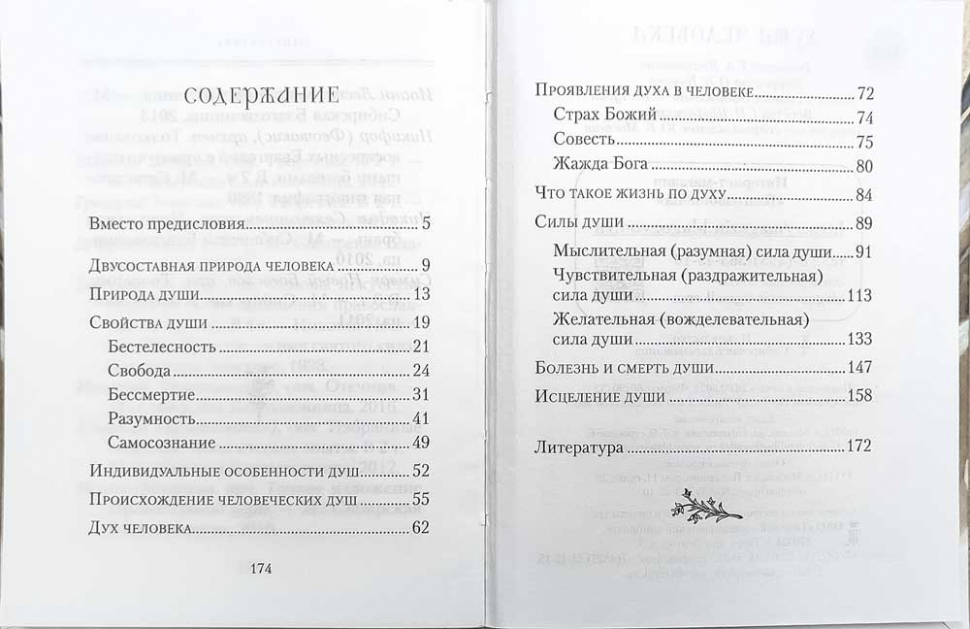 СОДЕРЖАНИЕ
Вместо предисловия 5
Двусоставная природа человека 9
Природа души 13
Свойства души 19
Бестелесность 21
Свобода 24
Бессмертие 31
Разумность 41
Самосознание 49
Индивидуальные особенности душ 52
Происхождение человеческих душ 55
Дух человека 62
174
Проявления духа в человеке 72
Страх Божий 74
Совесть 75
Жажда Бога 80
Что такое жизнь по духу 84
Силы души 89
Мыслительная (разумная) сила души 91
Чувствительная (раздражительная)
сила души 113
Желательная (вожделевательная)
сила души 133
Болезнь и смерть души 147
Исцеление души 158
Литература 172